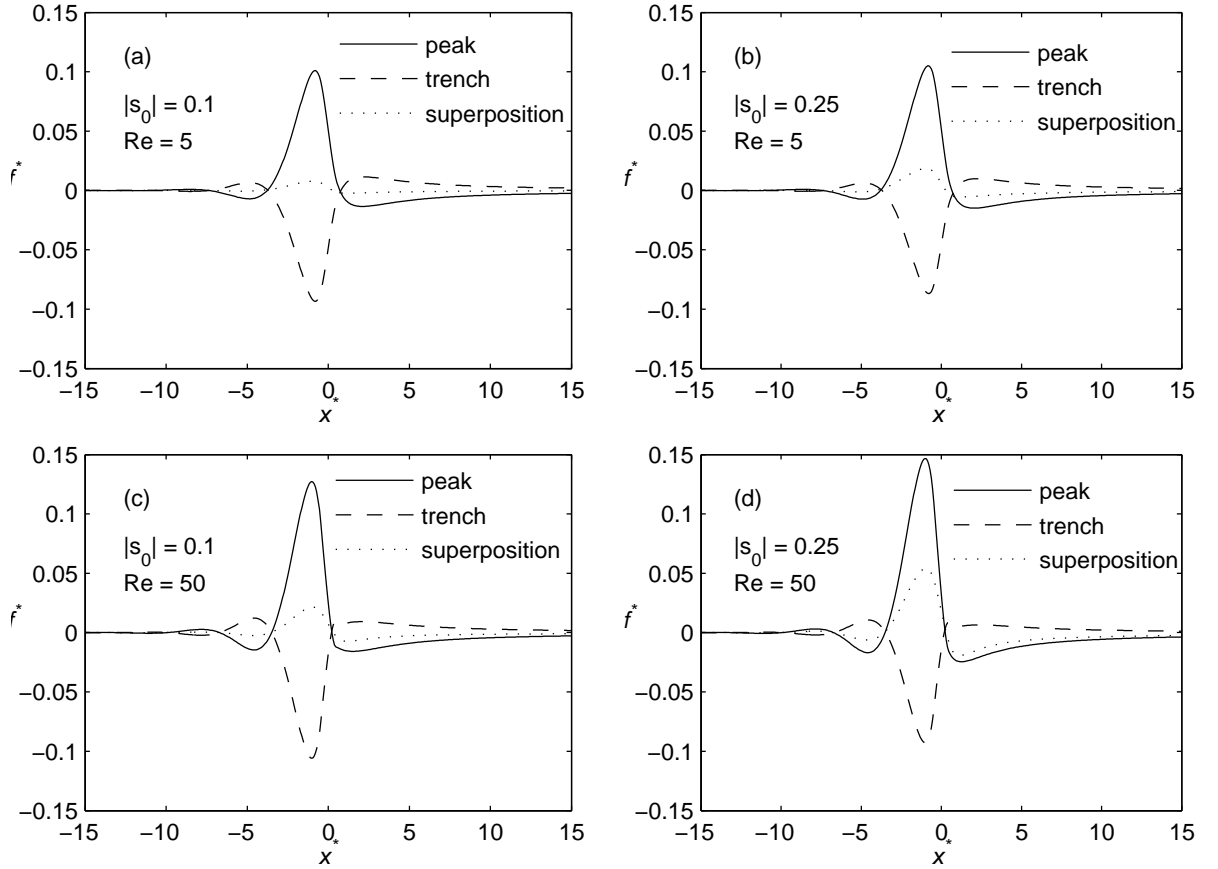 0.15
0.1
0.05
0
−0.05
−0.1
−0.15
f*
(a)
|s₀| = 0.1
Re = 5
peak
trench
superposition
−15 −10 −5 0 5 10 15
x*
0.15
0.1
0.05
0
−0.05
−0.1
−0.15
f*
(b)
|s₀| = 0.25
Re = 5
peak
trench
superposition
−15 −10 −5 0 5 10 15
x*
0.15
0.1
0.05
0
−0.05
−0.1
−0.15
f*
(c)
|s₀| = 0.1
Re = 50
peak
trench
superposition
−15 −10 −5 0 5 10 15
x*
0.15
0.1
0.05
0
−0.05
−0.1
−0.15
f*
(d)
|s₀| = 0.25
Re = 50
peak
trench
superposition
−15 −10 −5 0 5 10 15
x*